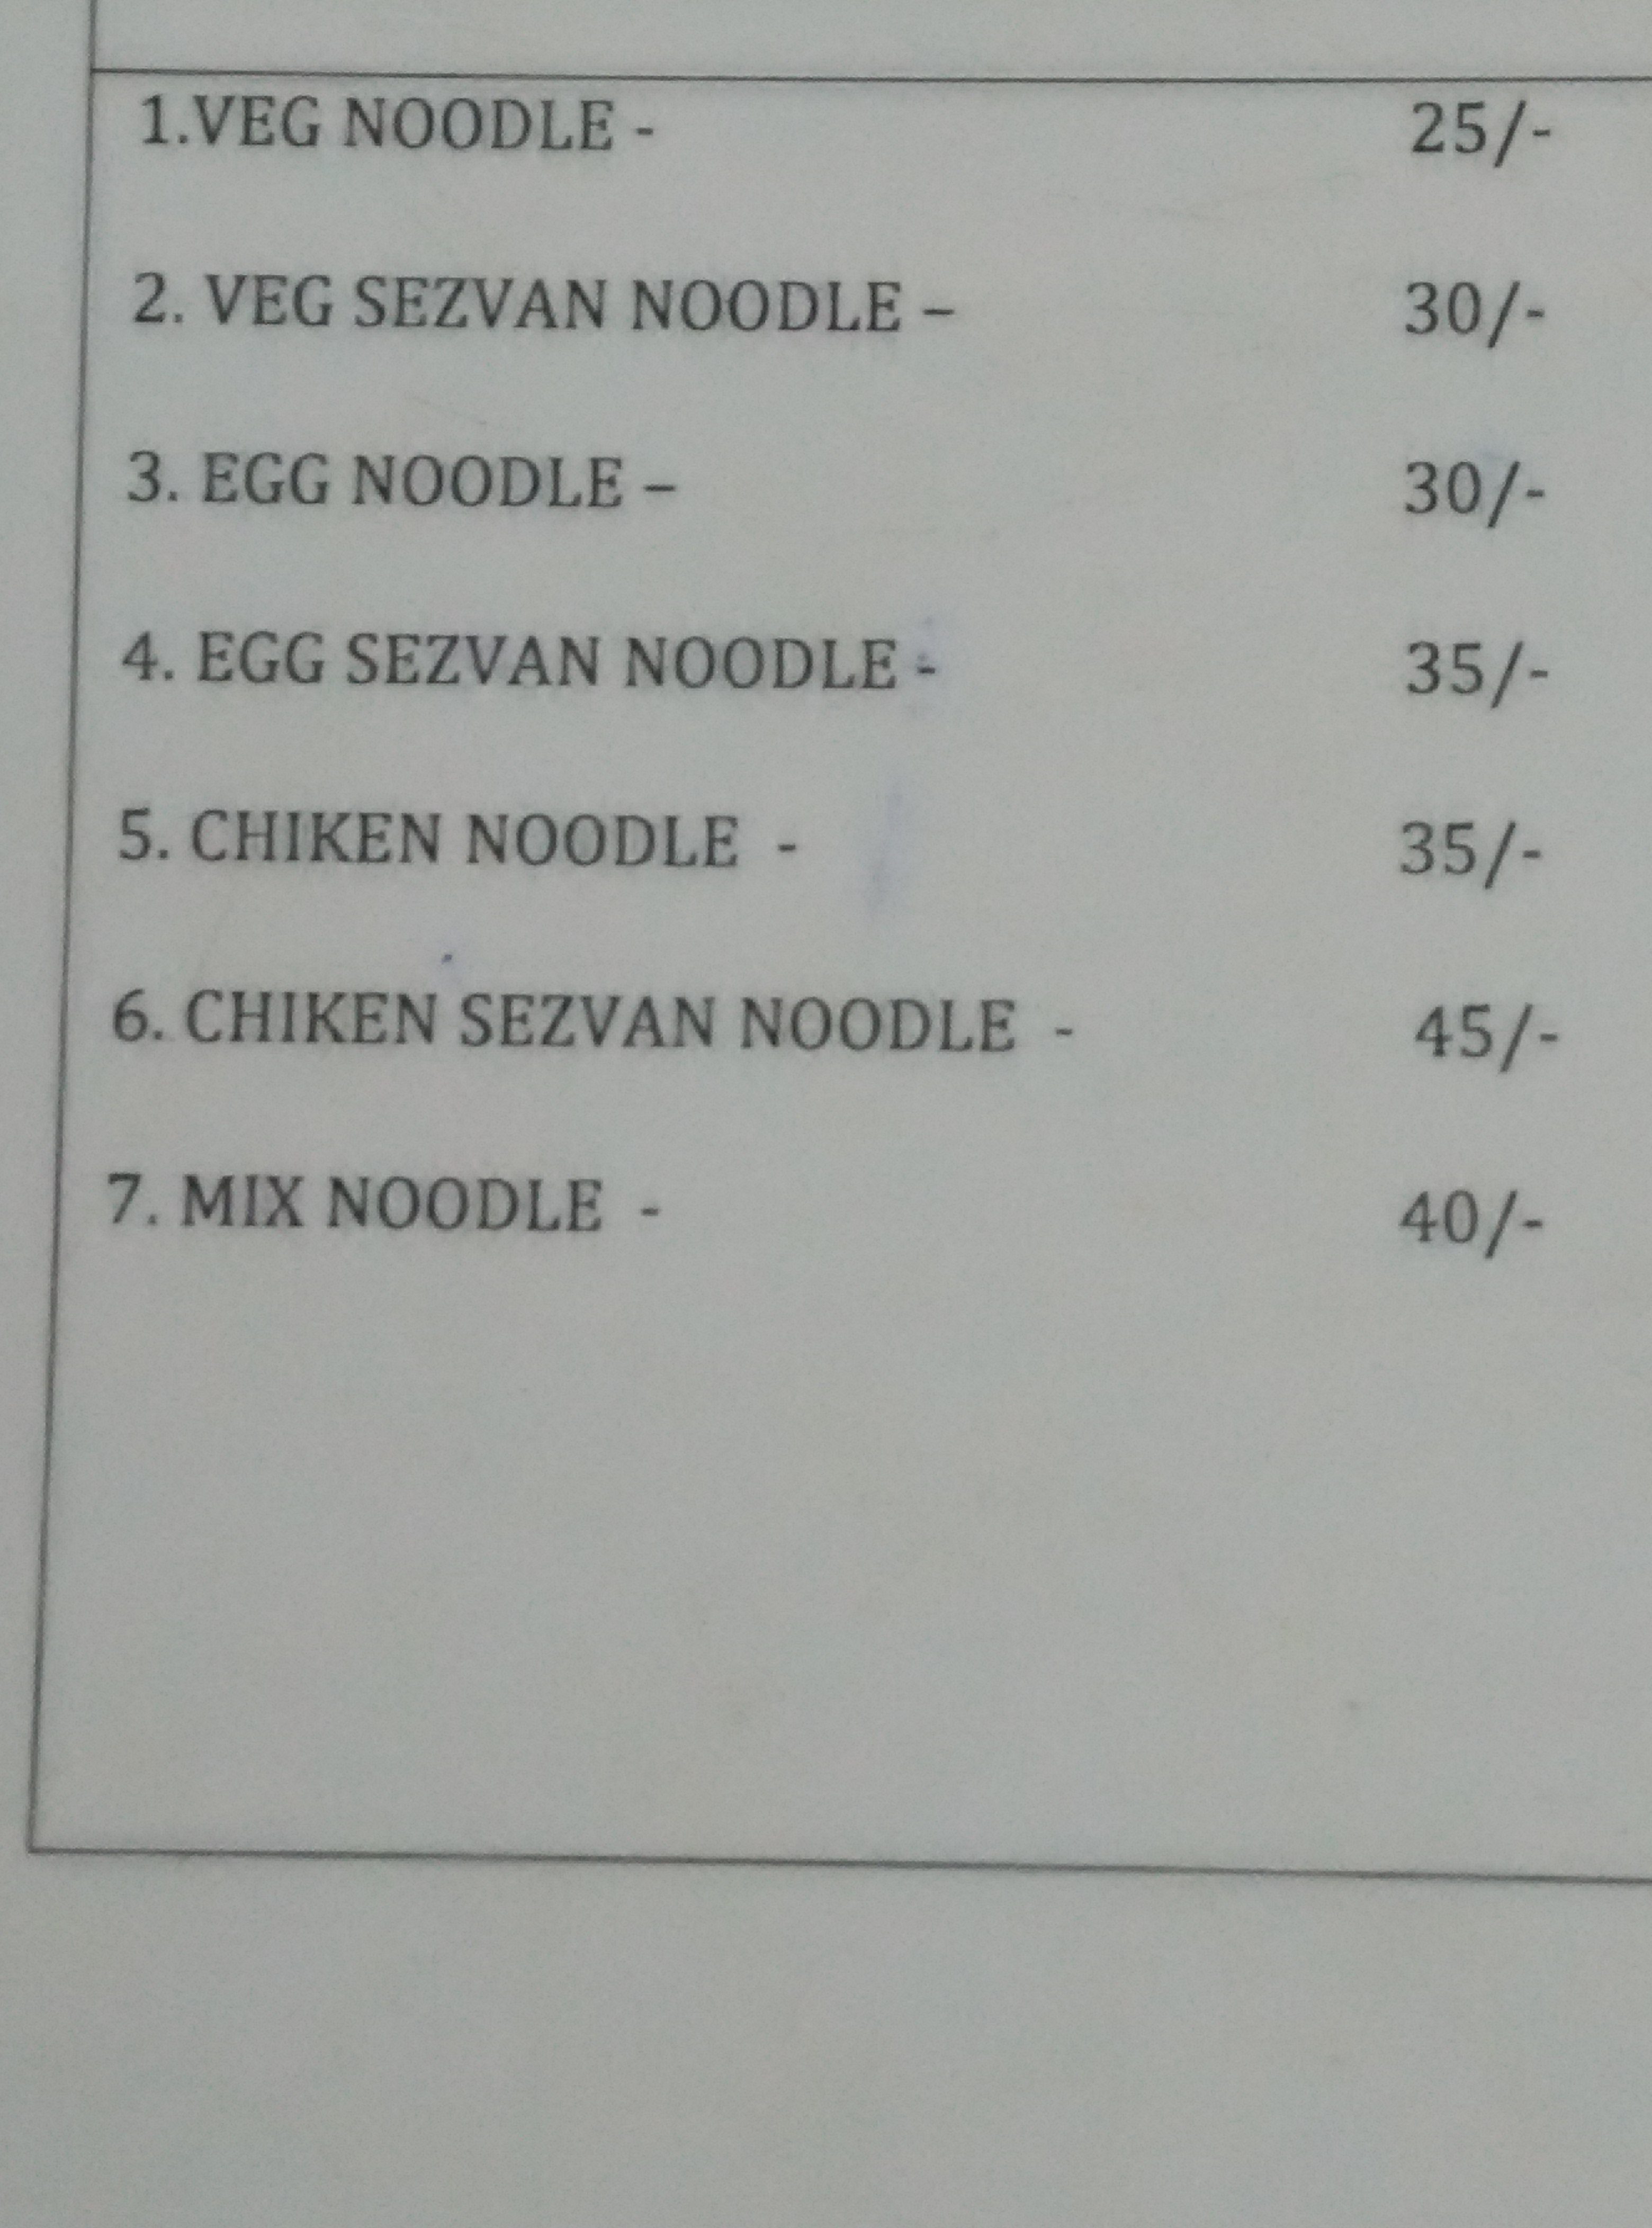 1.VEG NOODLE - 25/-
2. VEG SEZVAN NOODLE – 30/-
3. EGG NOODLE – 30/-
4. EGG SEZVAN NOODLE - 35/-
5. CHIKEN NOODLE - 35/-
6. CHIKEN SEZVAN NOODLE - 45/-
7. MIX NOODLE - 40/-